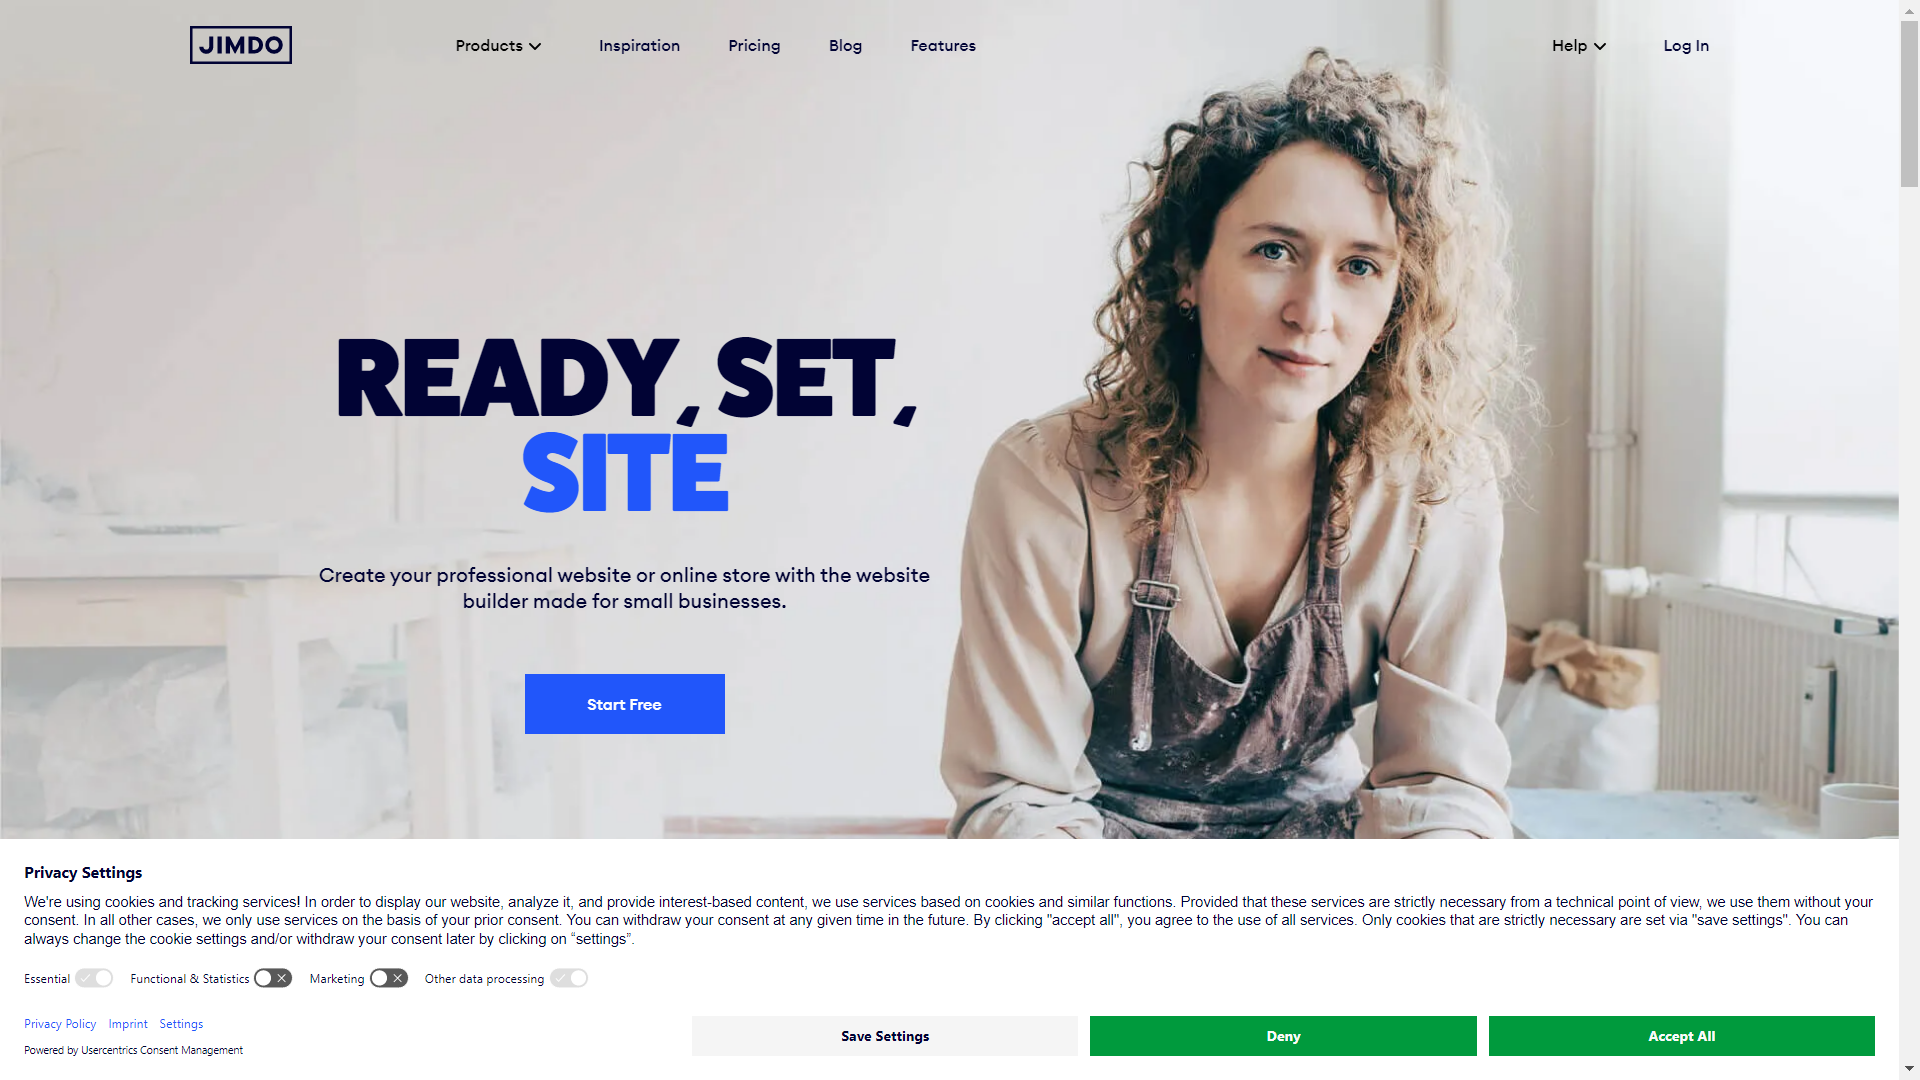 JIMDO
Products
Inspiration
Pricing
Blog
Features
Help
Log In
READY, SET,
SITE
Create your professional website or online store with the website
builder made for small businesses.
Start Free
Privacy Settings
We're using cookies and tracking services! In order to display our website, analyze it, and provide interest-based content, we use services based on cookies and similar functions. Provided that these services are strictly necessary from a technical point of view, we use them without your
consent. In all other cases, we only use services on the basis of your prior consent. You can withdraw your consent at any given time in the future. By clicking "accept all", you agree to the use of all services. Only cookies that are strictly necessary are set via "save settings". You can
always change the cookie settings and/or withdraw your consent later by clicking on “settings”.
Essential
Functional & Statistics
Marketing
Other data processing
Privacy Policy
Imprint
Settings
Powered by Usercentrics Consent Management
Save Settings
Deny
Accept All